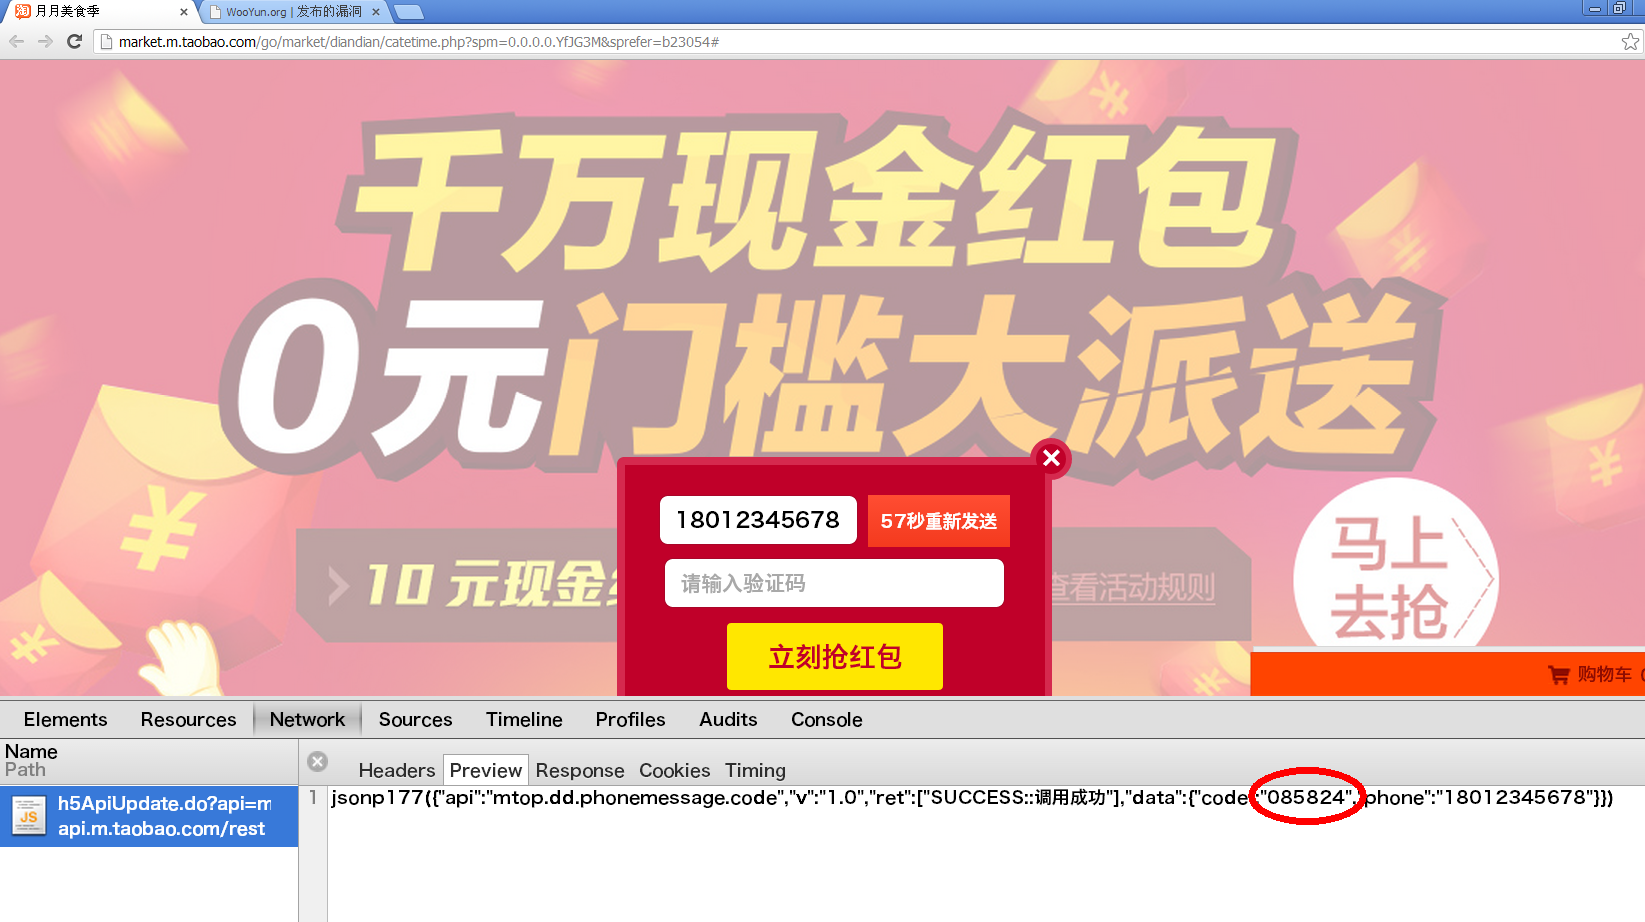 月月美食季
WooYun.org | 发布的漏洞
market.m.taobao.com/go/market/diandian/catetime.php?spm=0.0.0.0.YfJG3M&sprefer=b23054#
千万现金红包
0元门槛大派送
18012345678
57秒重新发送
请输入验证码
立刻抢红包
10元现金
查看活动规则
马上
去抢
购物车
Elements Resources Network Sources Timeline Profiles Audits Console
Name
Path
Headers Preview Response Cookies Timing
h5ApiUpdate.do?api=m
api.m.taobao.com/rest
1 jsonp177({"api":"mtop.dd.phonemessage.code","v":"1.0","ret":["SUCCESS::调用成功"],"data":{"code":"085824","phone":"18012345678"}})